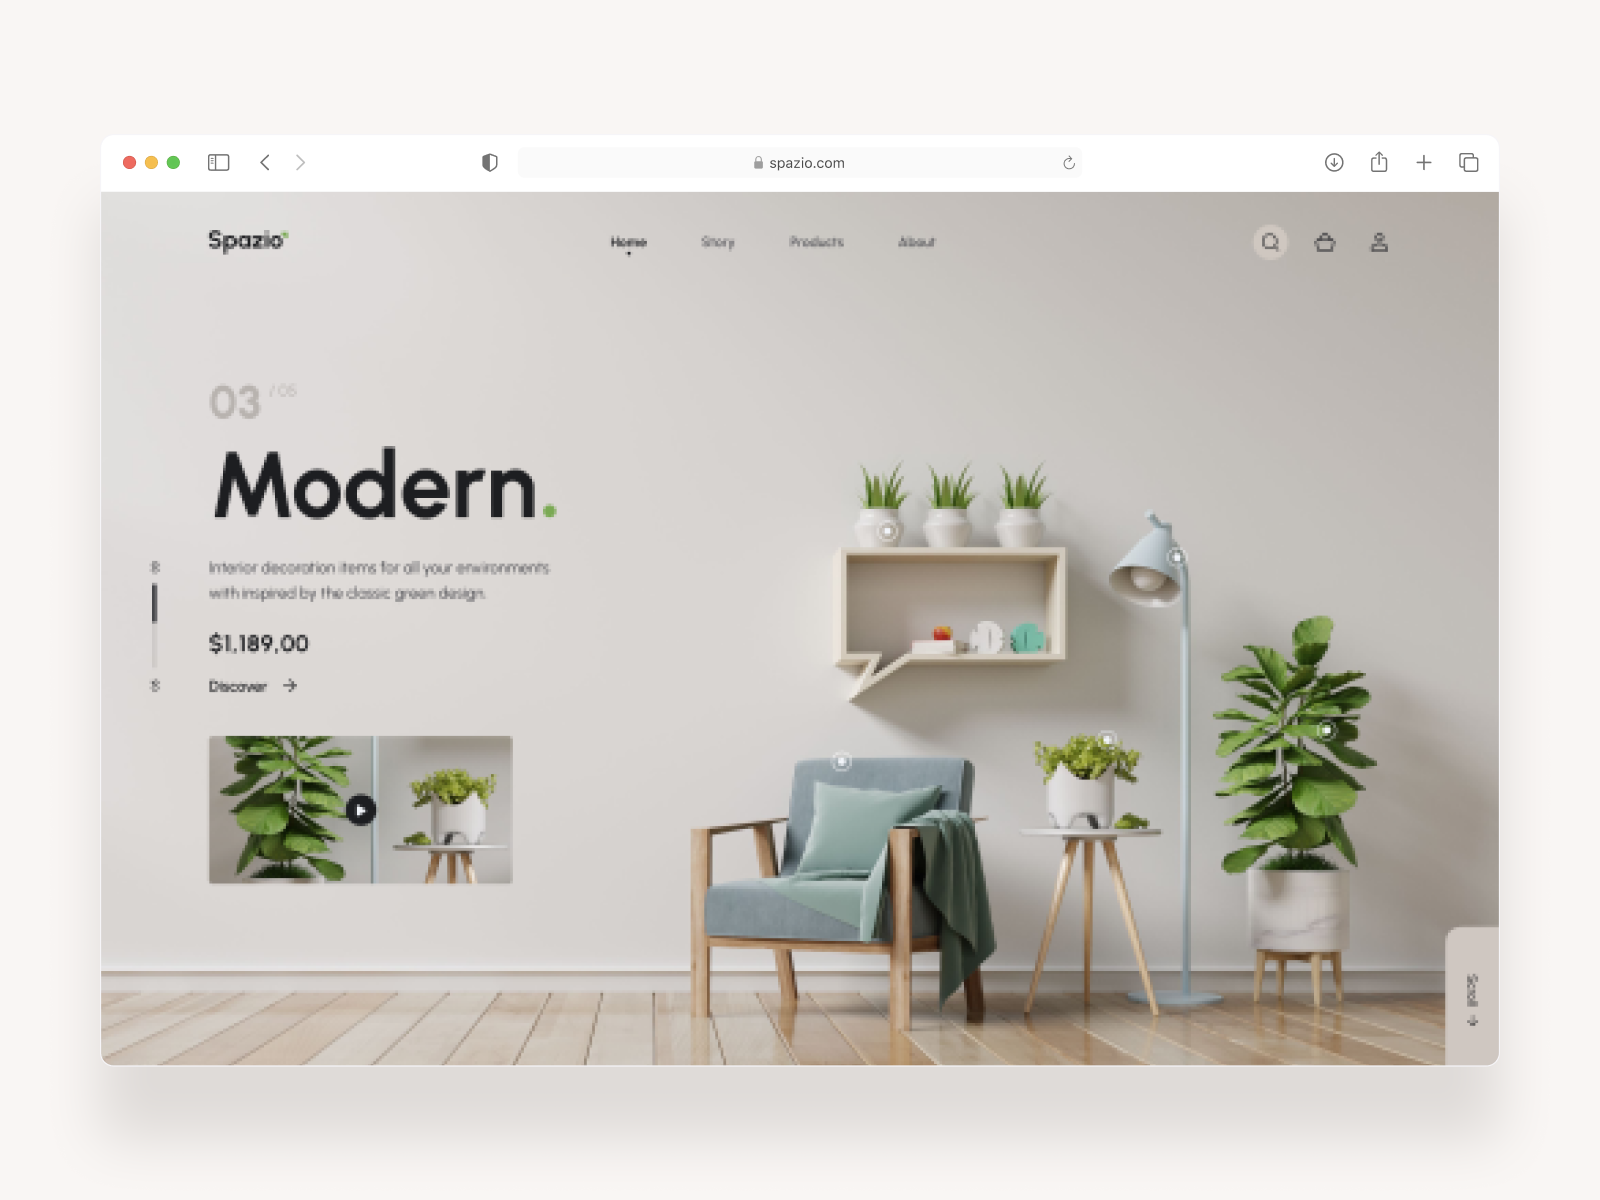 spazio.com
Spazio
Home
Story
Products
About
03 / 05
Modern.
Interior decoration items for all your environments
with inspired by the classic green design.
$1,189.00
Discover →
Scroll →